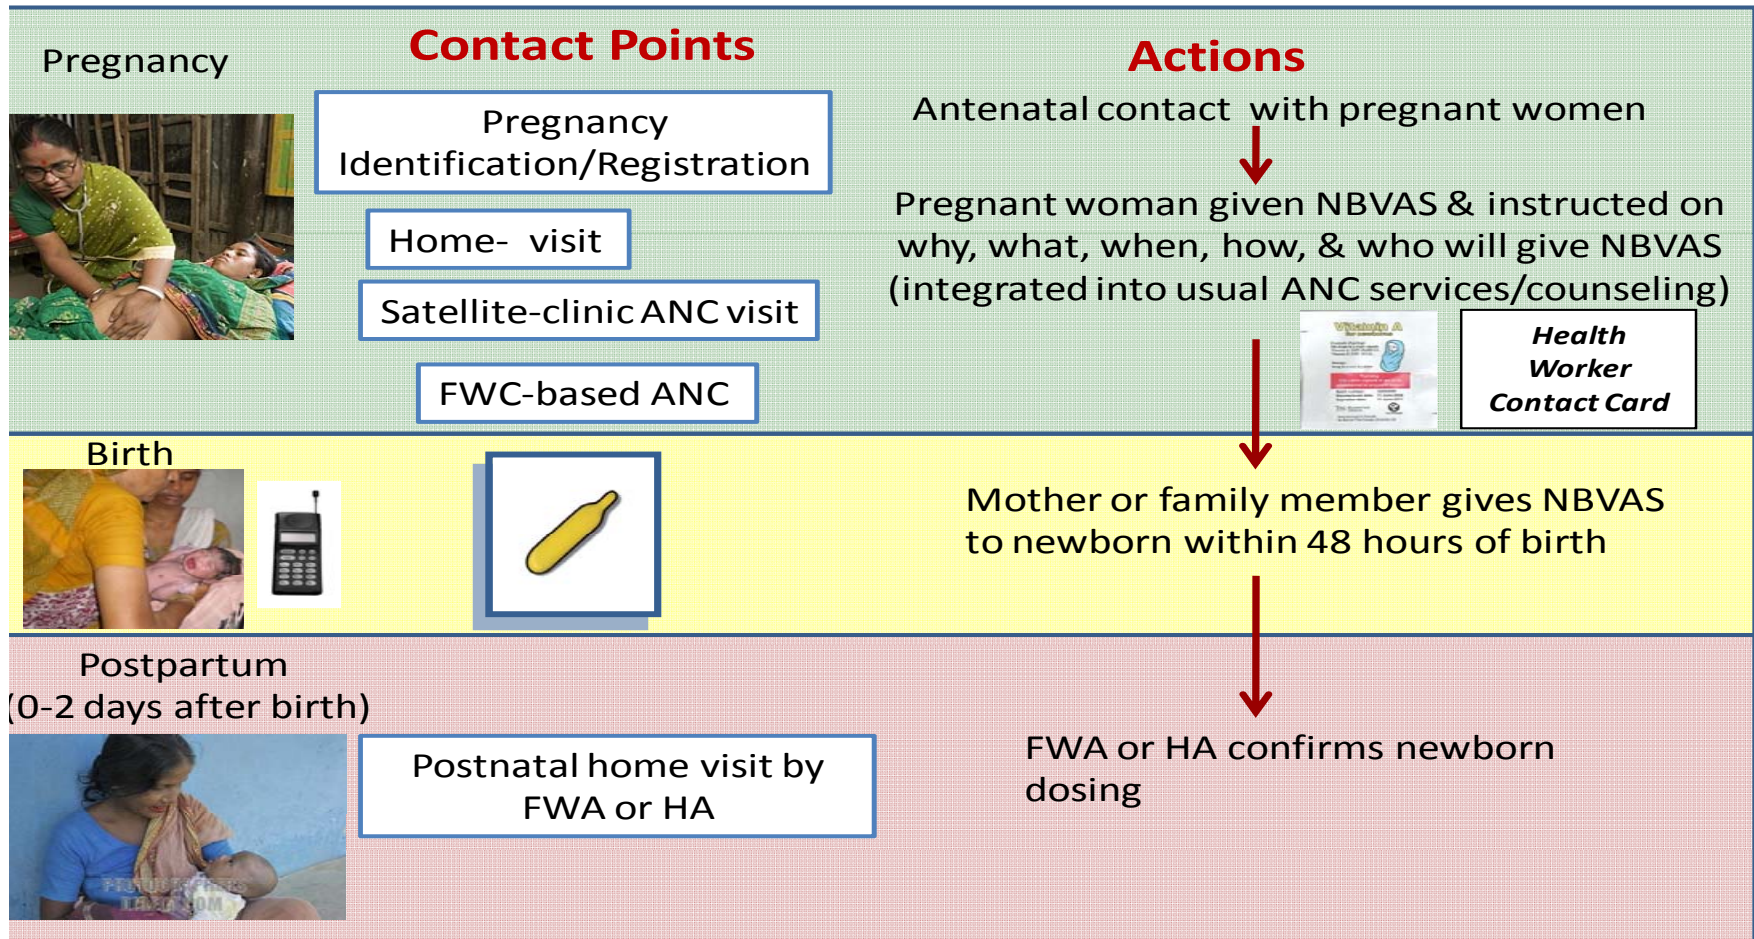 Pregnancy
Contact Points
Actions
Pregnancy
Identification/Registration
Home- visit
Satellite-clinic ANC visit
FWC-based ANC
Antenatal contact with pregnant women
Pregnant woman given NBVAS & instructed on
why, what, when, how, & who will give NBVAS
(integrated into usual ANC services/counseling)
Vitamin A
Health
Worker
Contact Card
Birth
Mother or family member gives NBVAS
to newborn within 48 hours of birth
Postpartum
(0-2 days after birth)
Postnatal home visit by
FWA or HA
FWA or HA confirms newborn
dosing